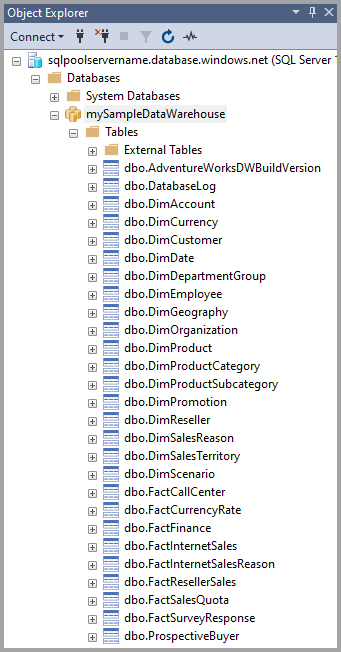 Object Explorer
Connect
sqlpoolservername.database.windows.net (SQL Server
Databases
System Databases
mySampleDataWarehouse
Tables
External Tables
dbo.AdventureWorksDWBuildVersion
dbo.DatabaseLog
dbo.DimAccount
dbo.DimCurrency
dbo.DimCustomer
dbo.DimDate
dbo.DimDepartmentGroup
dbo.DimEmployee
dbo.DimGeography
dbo.DimOrganization
dbo.DimProduct
dbo.DimProductCategory
dbo.DimProductSubcategory
dbo.DimPromotion
dbo.DimReseller
dbo.DimSalesReason
dbo.DimSalesTerritory
dbo.DimScenario
dbo.FactCallCenter
dbo.FactCurrencyRate
dbo.FactFinance
dbo.FactInternetSales
dbo.FactInternetSalesReason
dbo.FactResellerSales
dbo.FactSalesQuota
dbo.FactSurveyResponse
dbo.ProspectiveBuyer